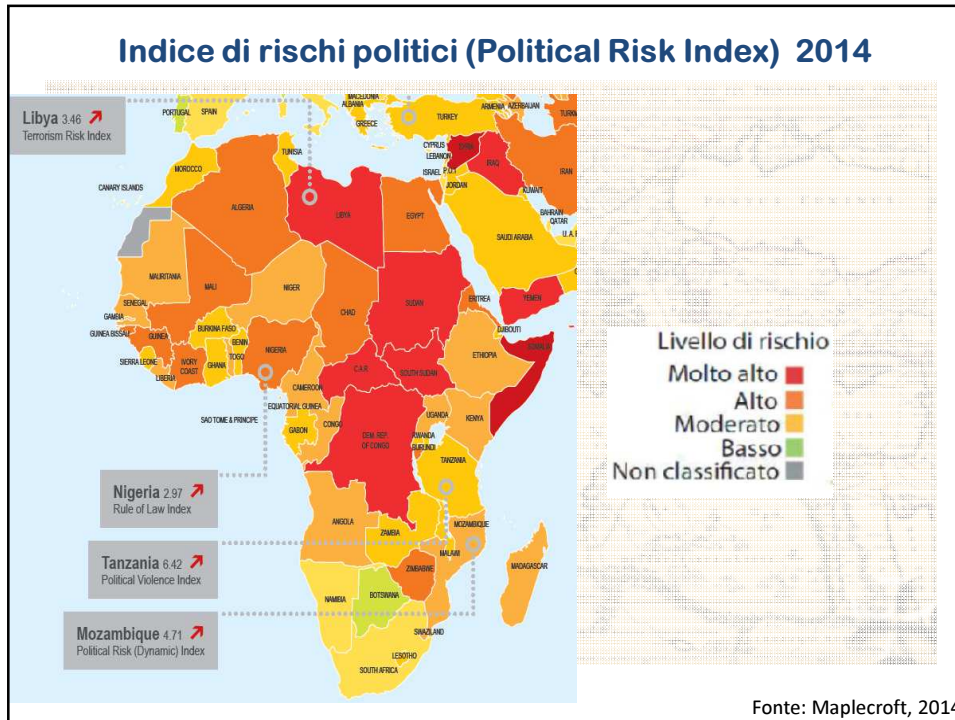 Indice di rischi politici (Political Risk Index) 2014
Libya 3.46
Terrorism Risk Index
PORTUGAL
SPAIN
MACEDONIA
ALBANIA
GREECE
TURKEY
ARMENIA
AZERBAIJAN
TUNISIA
CYPRUS
LEBANON
IRAQ
IRAN
MOROCCO
ISRAEL
P.O.T
JORDAN
KUWAIT
CANARY ISLANDS
ALGERIA
LIBYA
EGYPT
BAHRAIN
QATAR
SAUDI ARABIA
MAURITANIA
MALI
NIGER
CHAD
SUDAN
ERITREA
YEMEN
SENEGAL
GAMBIA
GUINEA BISSAU
GUINEA
BURKINA FASO
BENIN
TOGO
NIGERIA
DJIBOUTI
SIERRA LEONE
IVORY
COAST
GHANA
LIBERIA
ETHIOPIA
C.A.R
SOUTH SUDAN
CAMEROON
EQUATORIAL GUINEA
SAO TOME & PRINCIPE
GABON
CONGO
UGANDA
KENYA
DEM. REP.
OF CONGO
RWANDA
BURUNDI
TANZANIA
Nigeria 2.97
Rule of Law Index
ANGOLA
ZAMBIA
MOZAMBIQUE
MALAWI
MADAGASCAR
Tanzania 6.42
Political Violence Index
ZIMBABWE
NAMIBIA
BOTSWANA
Mozambique 4.71
Political Risk (Dynamic) Index
SWAZILAND
LESOTHO
SOUTH AFRICA
Livello di rischio
Molto alto
Alto
Moderato
Basso
Non classificato
Fonte: Maplecroft, 2014